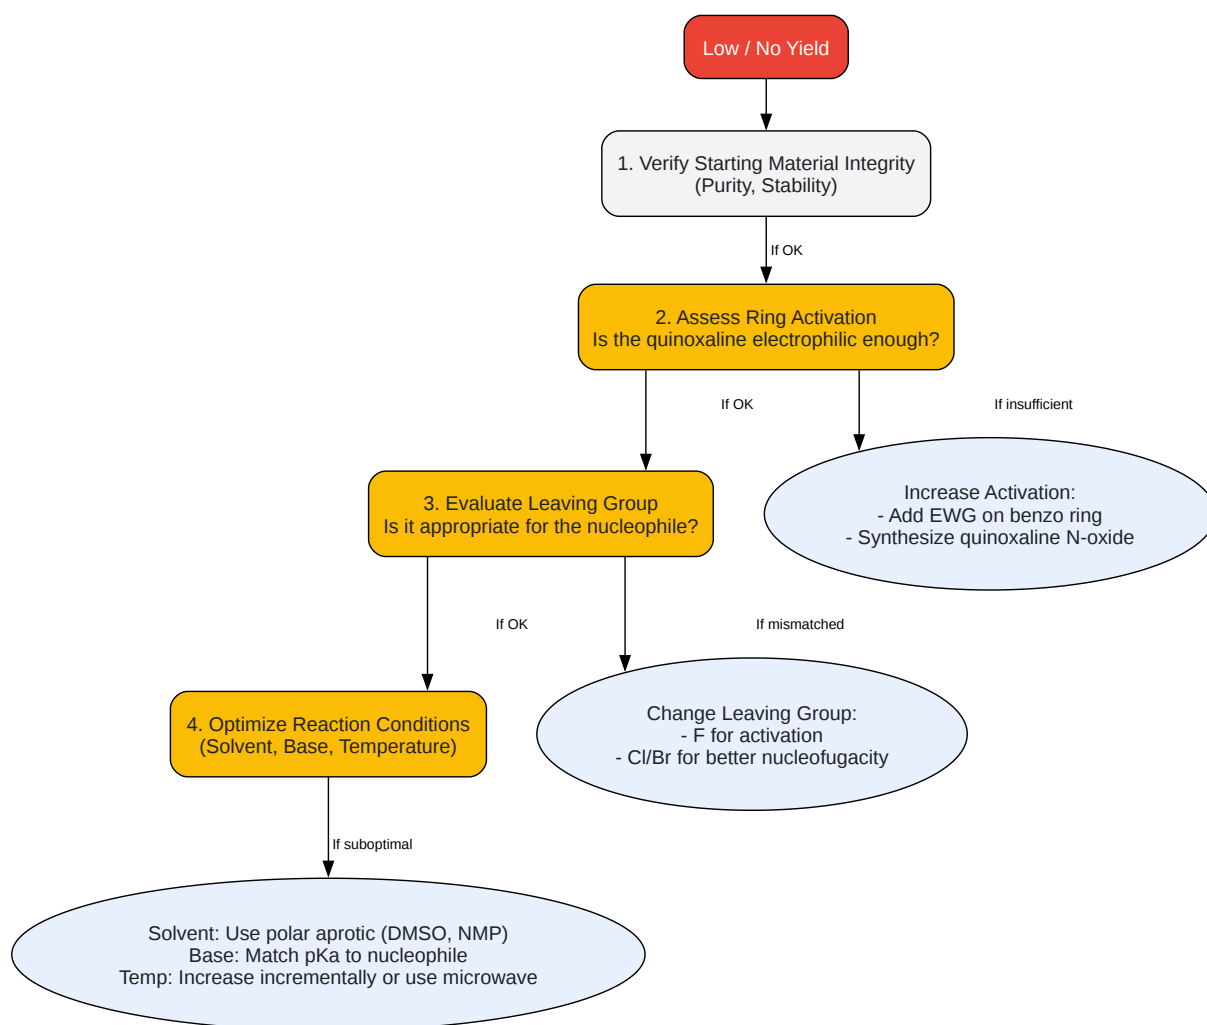 Low / No Yield
1. Verify Starting Material Integrity
(Purity, Stability)
If OK
2. Assess Ring Activation
Is the quinoxaline electrophilic enough?
If OK
If insufficient
3. Evaluate Leaving Group
Is it appropriate for the nucleophile?
Increase Activation:
- Add EWG on benzo ring
- Synthesize quinoxaline N-oxide
If OK
If mismatched
4. Optimize Reaction Conditions
(Solvent, Base, Temperature)
Change Leaving Group:
- F for activation
- Cl/Br for better nucleofugacity
If suboptimal
Solvent: Use polar aprotic (DMSO, NMP)
Base: Match pKa to nucleophile
Temp: Increase incrementally or use microwave